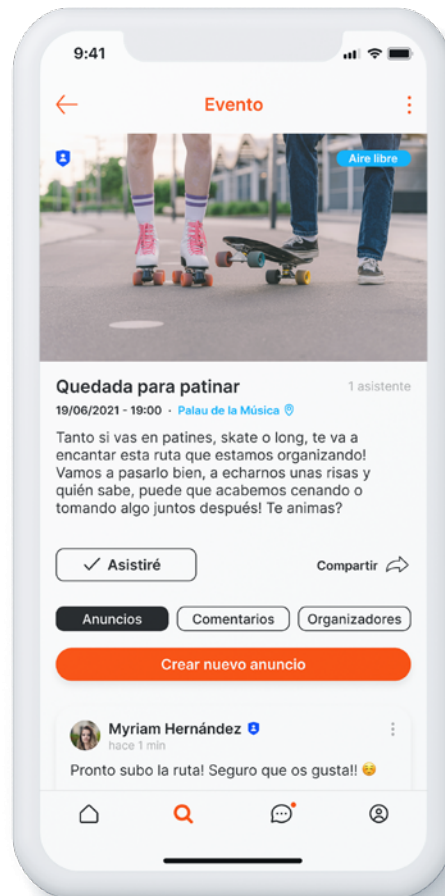 9:41
Evento
Aire libre
Quedada para patinar
1 asistente
19/06/2021 - 19:00 · Palau de la Música
Tanto si vas en patines, skate o long, te va a
encantar esta ruta que estamos organizando!
Vamos a pasarlo bien, a echarnos unas risas y
quién sabe, puede que acabemos cenando o
tomando algo juntos después! Te animas?
Asistiré
Compartir
Anuncios
Comentarios
Organizadores
Crear nuevo anuncio
Myriam Hernández
hace 1 min
Pronto subo la ruta! Seguro que os gusta!! ☺️